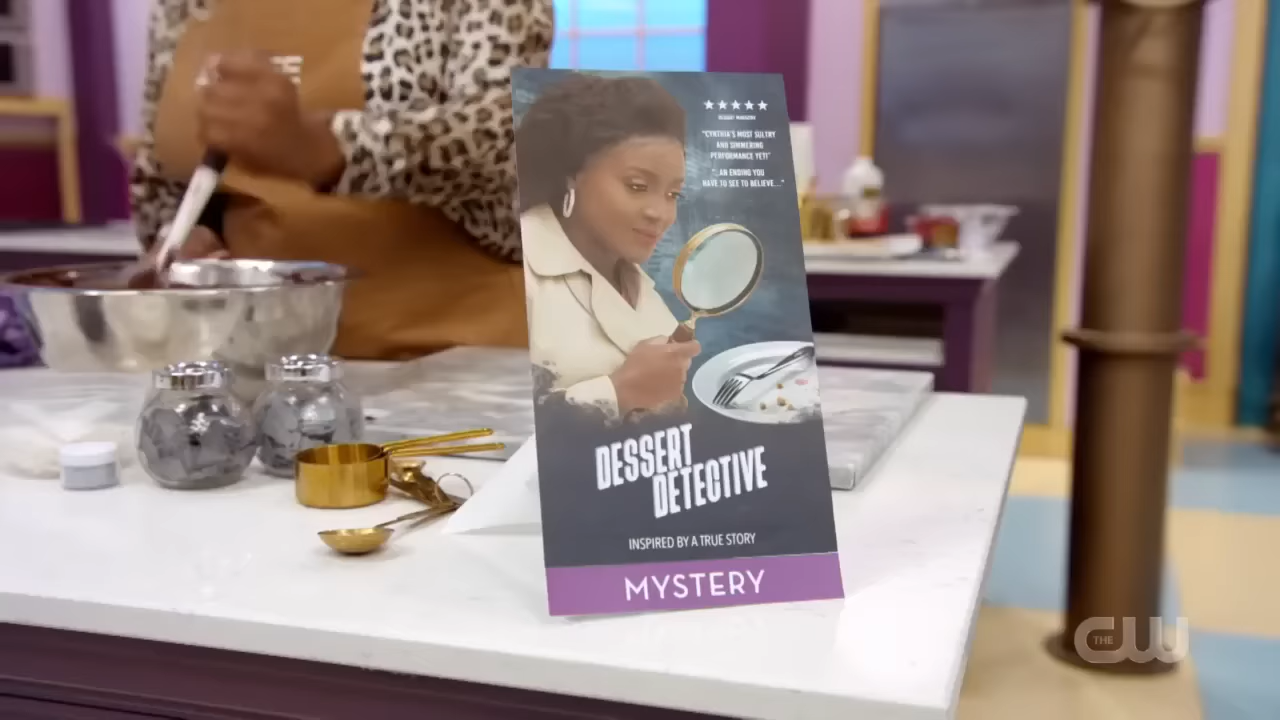 "CYNTHIA'S MOST SULTRY
AND SIMMERING
PERFORMANCE YET!"
"...AN ENDING YOU
HAVE TO SEE TO BELIEVE..."
DESSERT
DETECTIVE
INSPIRED BY A TRUE STORY
MYSTERY
THE CW